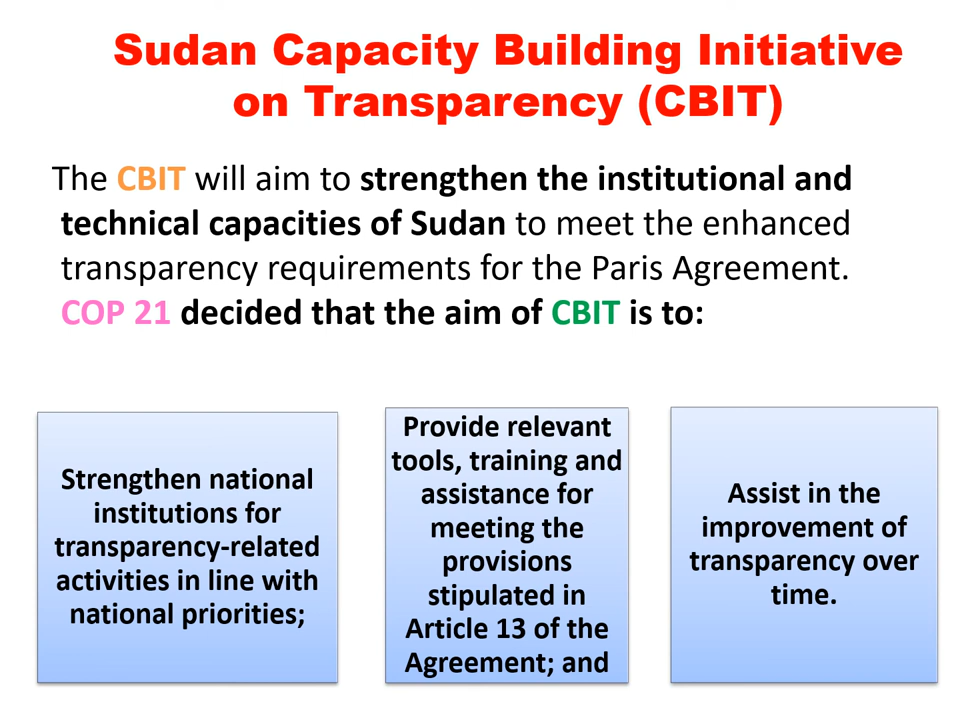 Sudan Capacity Building Initiative
on Transparency (CBIT)
The CBIT will aim to strengthen the institutional and
technical capacities of Sudan to meet the enhanced
transparency requirements for the Paris Agreement.
COP 21 decided that the aim of CBIT is to:
Strengthen national
institutions for
transparency-related
activities in line with
national priorities;
Provide relevant
tools, training and
assistance for
meeting the
provisions
stipulated in
Article 13 of the
Agreement; and
Assist in the
improvement of
transparency over
time.